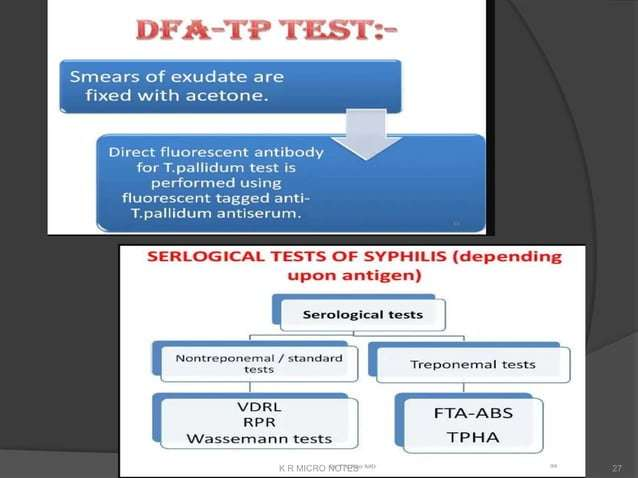 DFA-TP TEST:-
Smears of exudate are
fixed with acetone.
Direct fluorescent antibody
for T.pallidum test is
performed using
fluorescent tagged anti-
T.pallidum antiserum.
SERLOGICAL TESTS OF SYPHILIS (depending
upon antigen)
Serological tests
Nontreponemal / standard
tests
Treponemal tests
VDRL
RPR
Wassemann tests
FTA-ABS
TPHA
K R MICRO NOTES
27